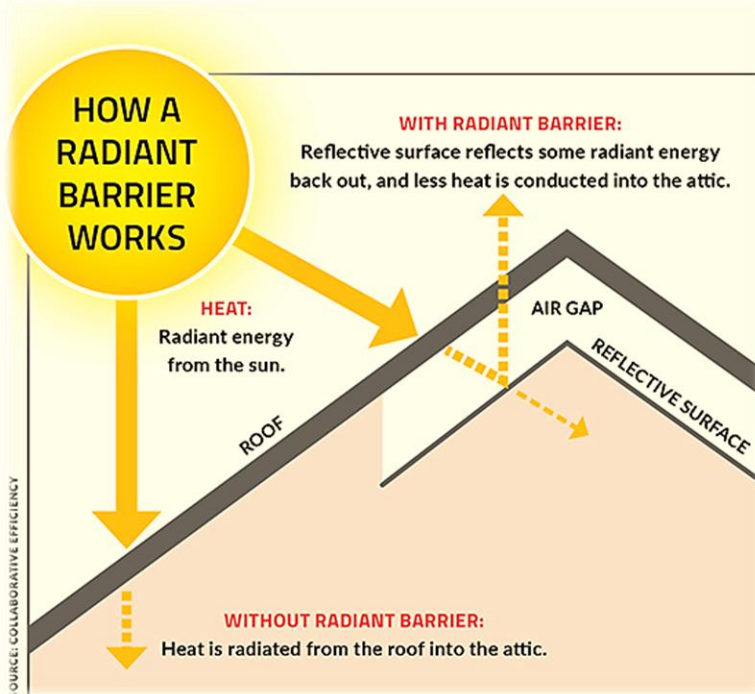 HOW A
RADIANT
BARRIER
WORKS
WITH RADIANT BARRIER:
Reflective surface reflects some radiant energy
back out, and less heat is conducted into the attic.
HEAT:
Radiant energy
from the sun.
AIR GAP
REFLECTIVE SURFACE
ROOF
WITHOUT RADIANT BARRIER:
Heat is radiated from the roof into the attic.
SOURCE: COLLABORATIVE EFFICIENCY